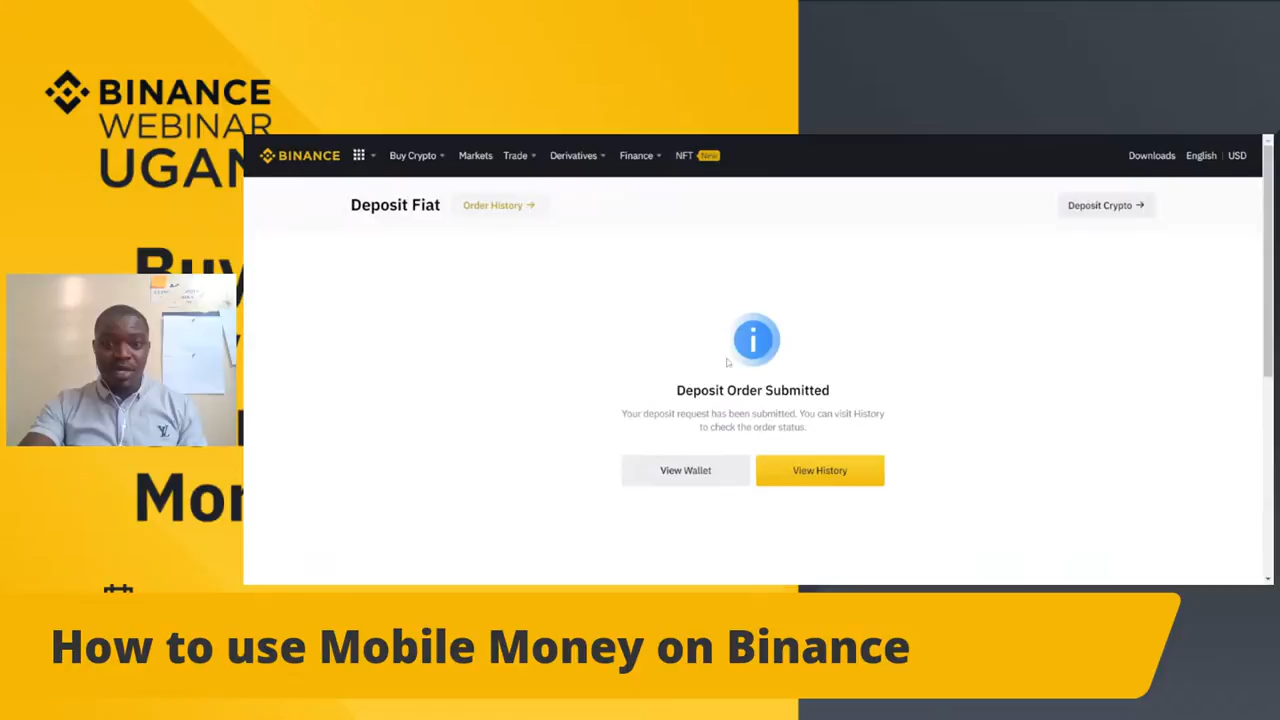 BINANCE
WEBINAR
UGAN
Buy
Mon
BINANCE Buy Crypto Markets Trade Derivatives Finance NFT New Downloads English | USD
Deposit Fiat Order History → Deposit Crypto →
i
Deposit Order Submitted
Your deposit request has been submitted. You can visit History
to check the order status.
View Wallet View History
How to use Mobile Money on Binance